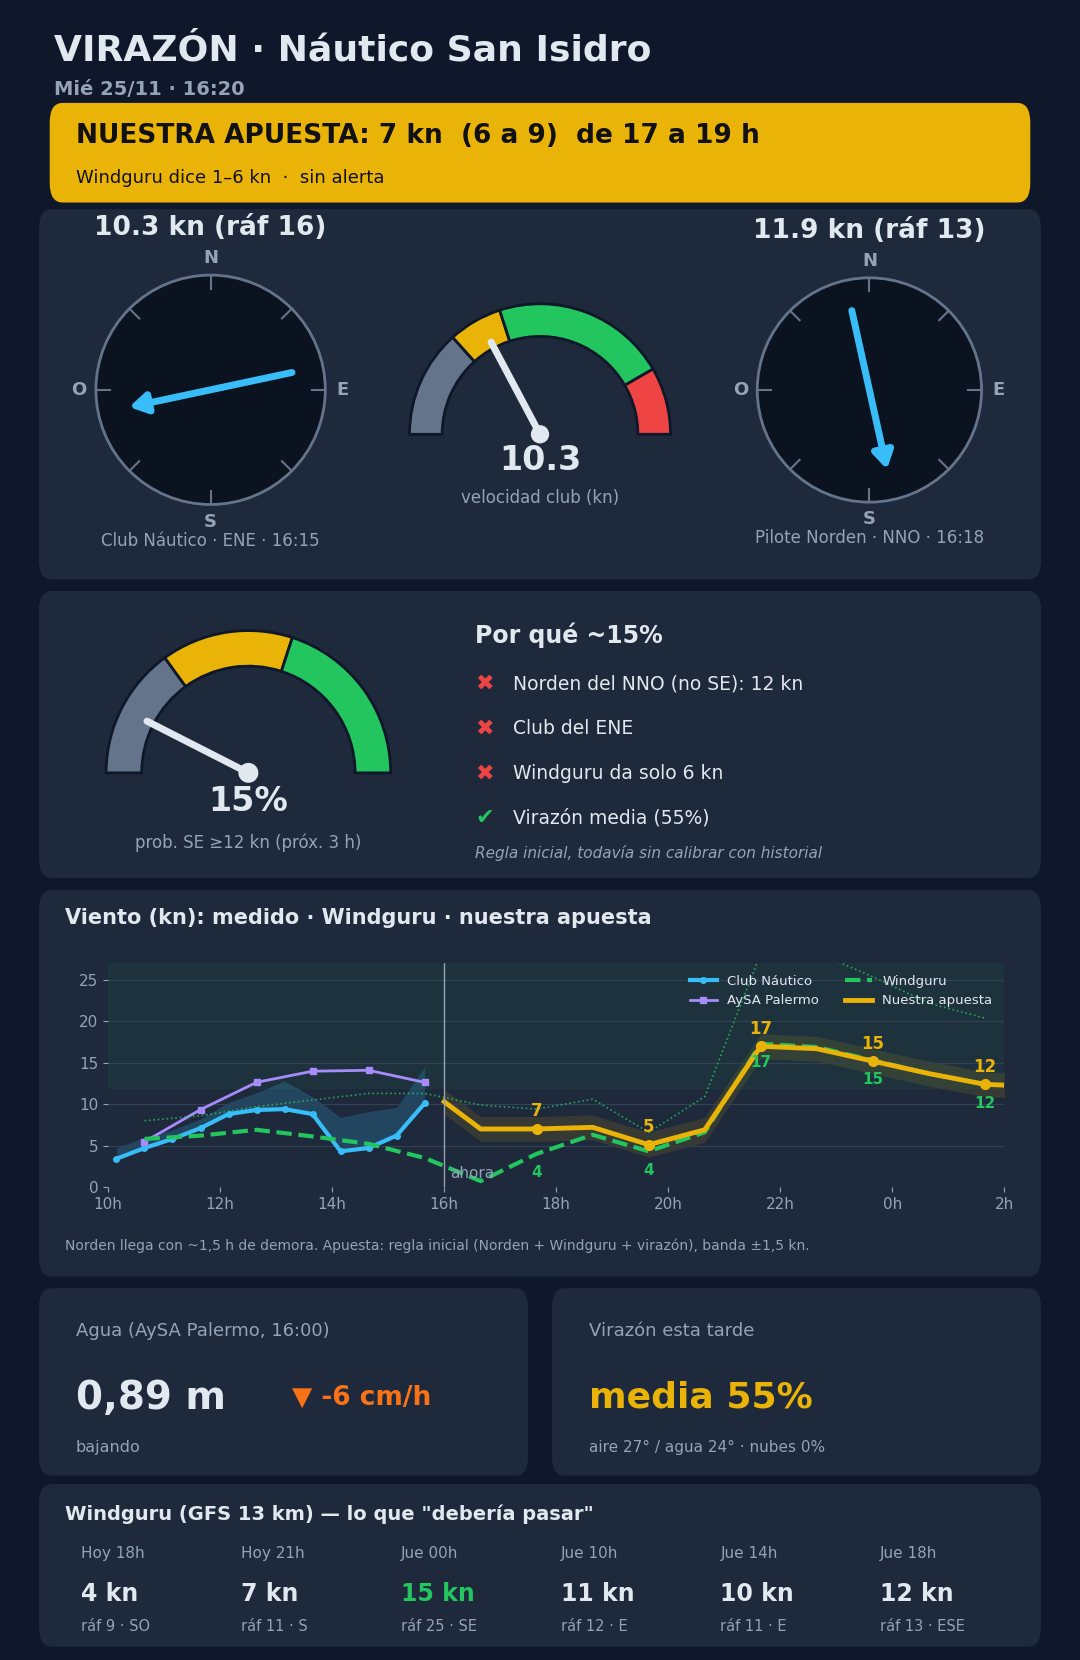 VIRAZÓN · Náutico San Isidro
Mié 25/11 · 16:20
NUESTRA APUESTA: 7 kn (6 a 9) de 17 a 19 h
Windguru dice 1–6 kn · sin alerta
10.3 kn (ráf 16)
N
O
E
S
Club Náutico · ENE · 16:15
10.3
velocidad club (kn)
11.9 kn (ráf 13)
N
O
E
S
Pilote Norden · NNO · 16:18
15%
prob. SE ≥12 kn (próx. 3 h)
Por qué ~15%
✖ Norden del NNO (no SE): 12 kn
✖ Club del ENE
✖ Windguru da solo 6 kn
✔ Virazón media (55%)
Regla inicial, todavía sin calibrar con historial
Viento (kn): medido · Windguru · nuestra apuesta
Club Náutico
AySA Palermo
Windguru
Nuestra apuesta
25
20
15
10
5
0
17
17
15
15
12
12
7
4
5
4
ahora
10h 12h 14h 16h 18h 20h 22h 0h 2h
Norden llega con ~1,5 h de demora. Apuesta: regla inicial (Norden + Windguru + virazón), banda ±1,5 kn.
Agua (AySA Palermo, 16:00)
0,89 m ▼ -6 cm/h
bajando
Virazón esta tarde
media 55%
aire 27° / agua 24° · nubes 0%
Windguru (GFS 13 km) — lo que "debería pasar"
Hoy 18h Hoy 21h Jue 00h Jue 10h Jue 14h Jue 18h
4 kn 7 kn 15 kn 11 kn 10 kn 12 kn
ráf 9 · SO ráf 11 · S ráf 25 · SE ráf 12 · E ráf 11 · E ráf 13 · ESE